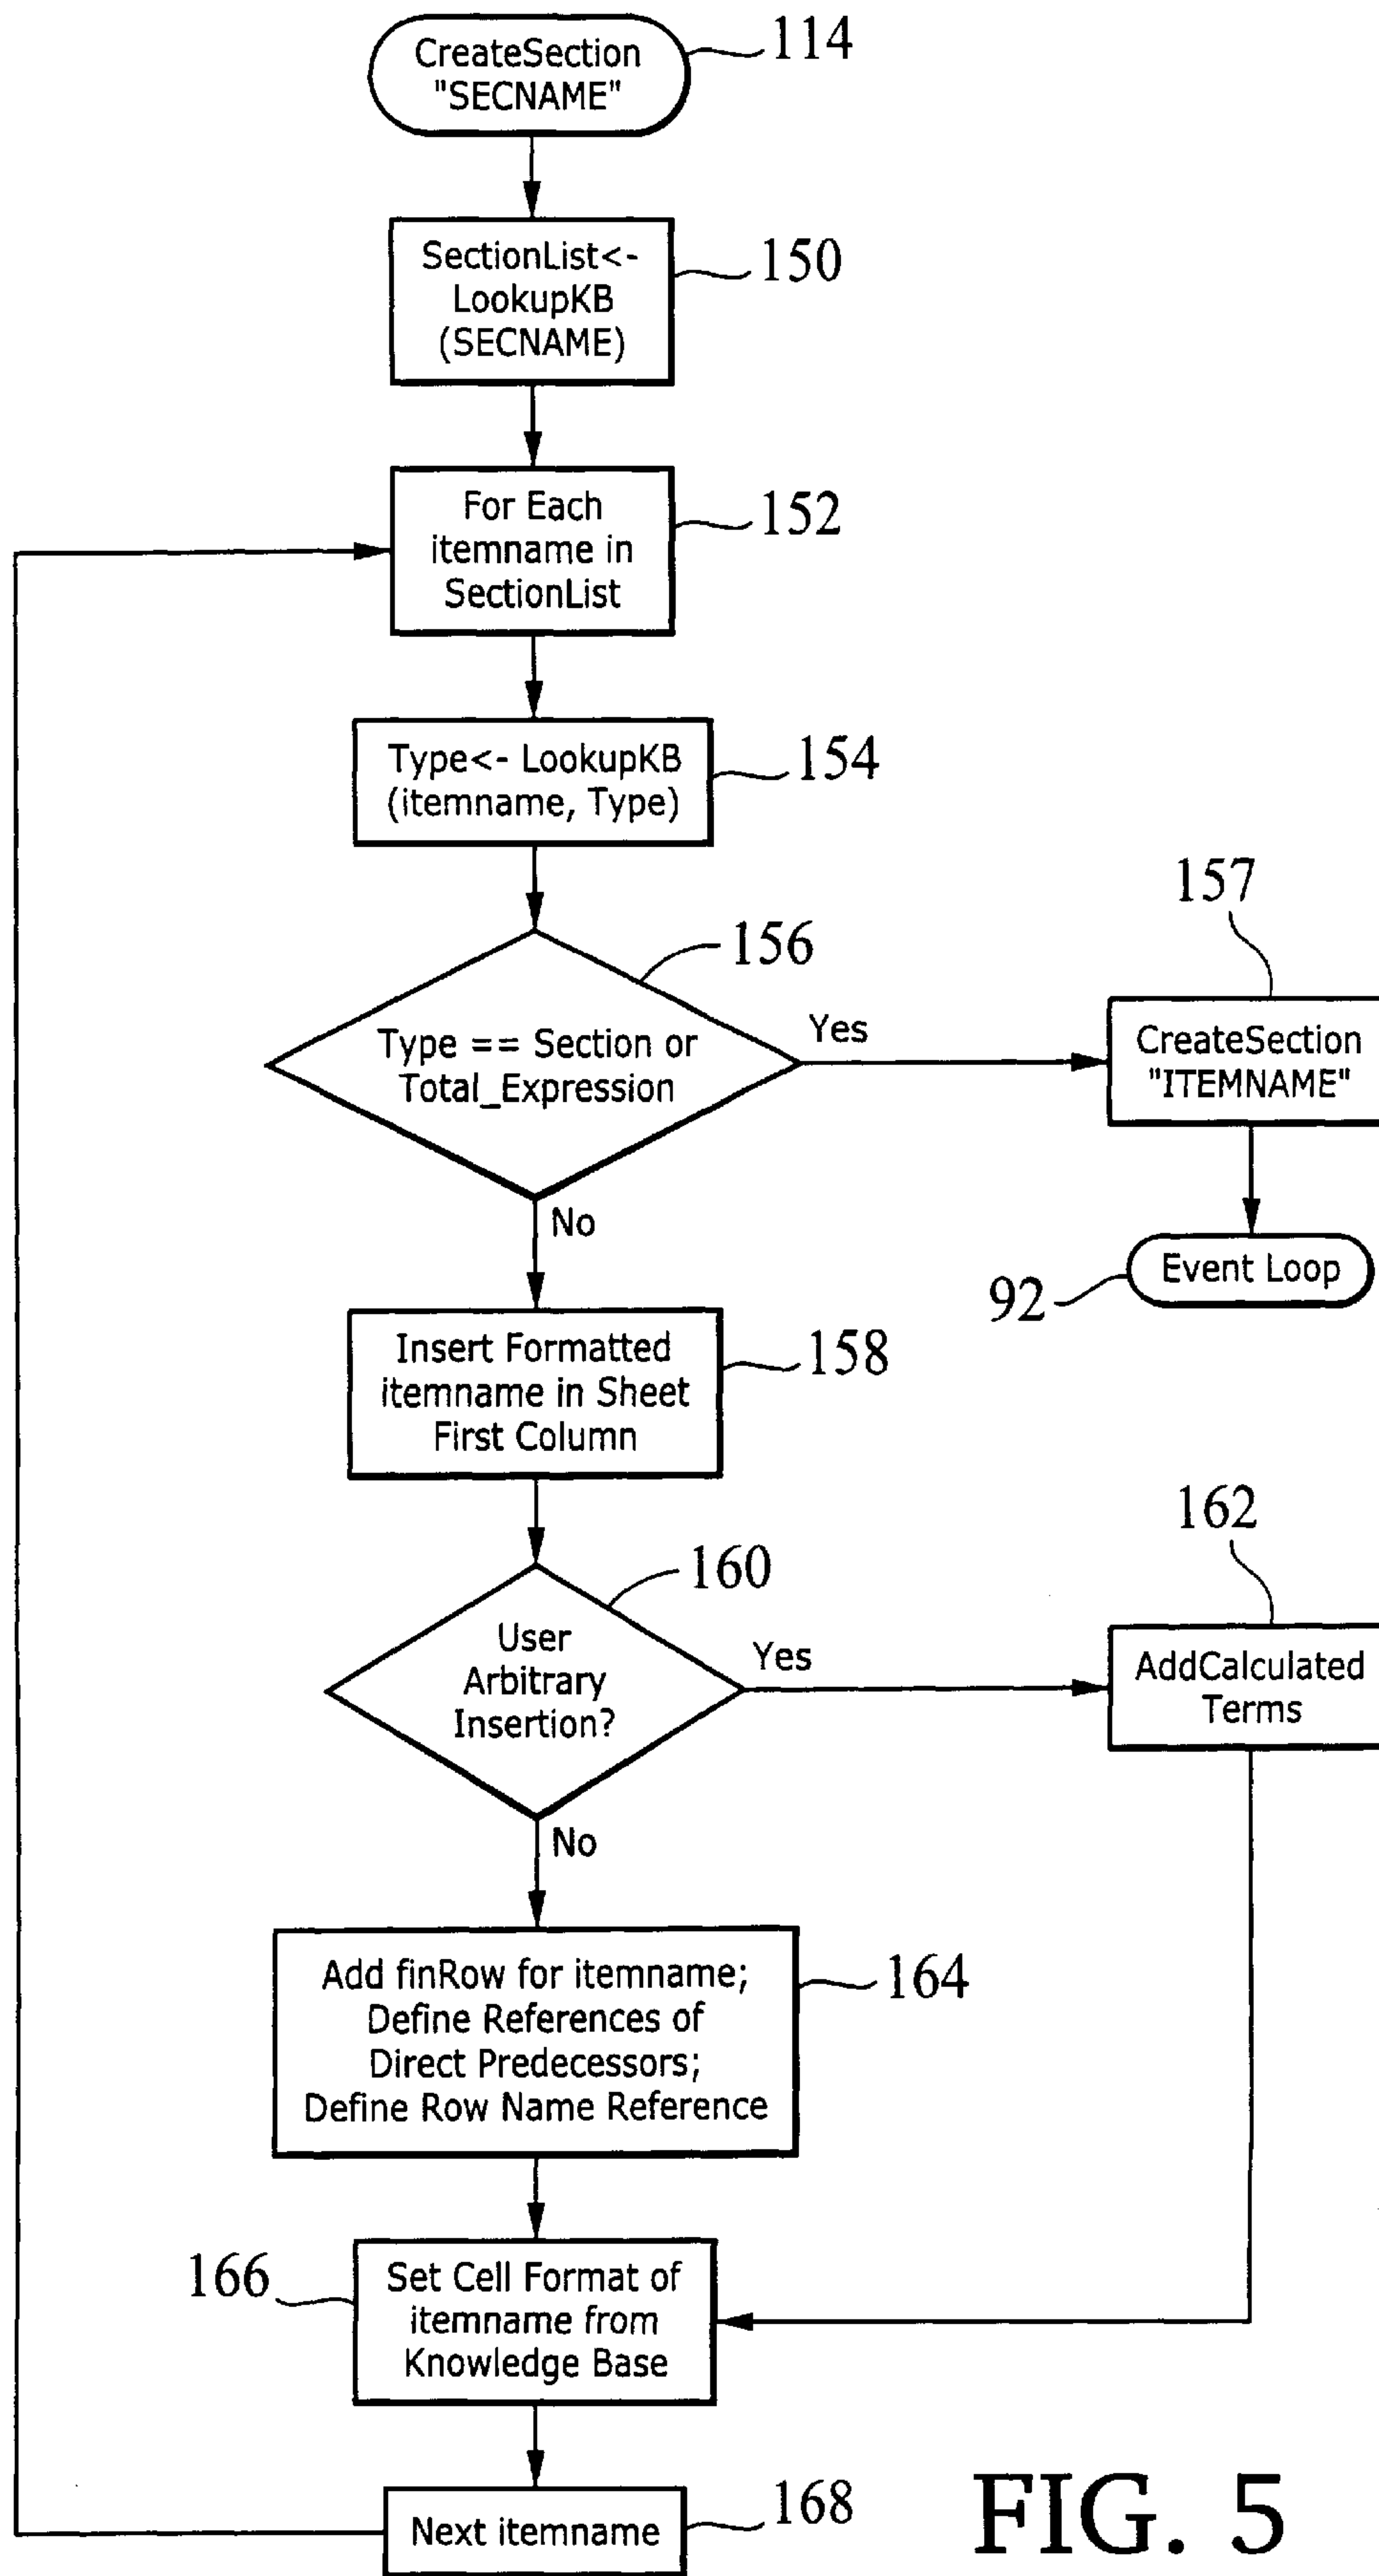 CreateSection
"SECNAME"
114
SectionList<-
LookupKB
(SECNAME)
150
For Each
itemname in
SectionList
152
Type<- LookupKB
(itemname, Type)
154
156
Type == Section or
Total_Expression
Yes
157
CreateSection
"ITEMNAME"
Event Loop
92
No
Insert Formatted
itemname in Sheet
First Column
158
160
User
Arbitrary
Insertion?
Yes
162
AddCalculated
Terms
No
Add finRow for itemname;
Define References of
Direct Predecessors;
Define Row Name Reference
164
166
Set Cell Format of
itemname from
Knowledge Base
Next itemname
168
FIG. 5